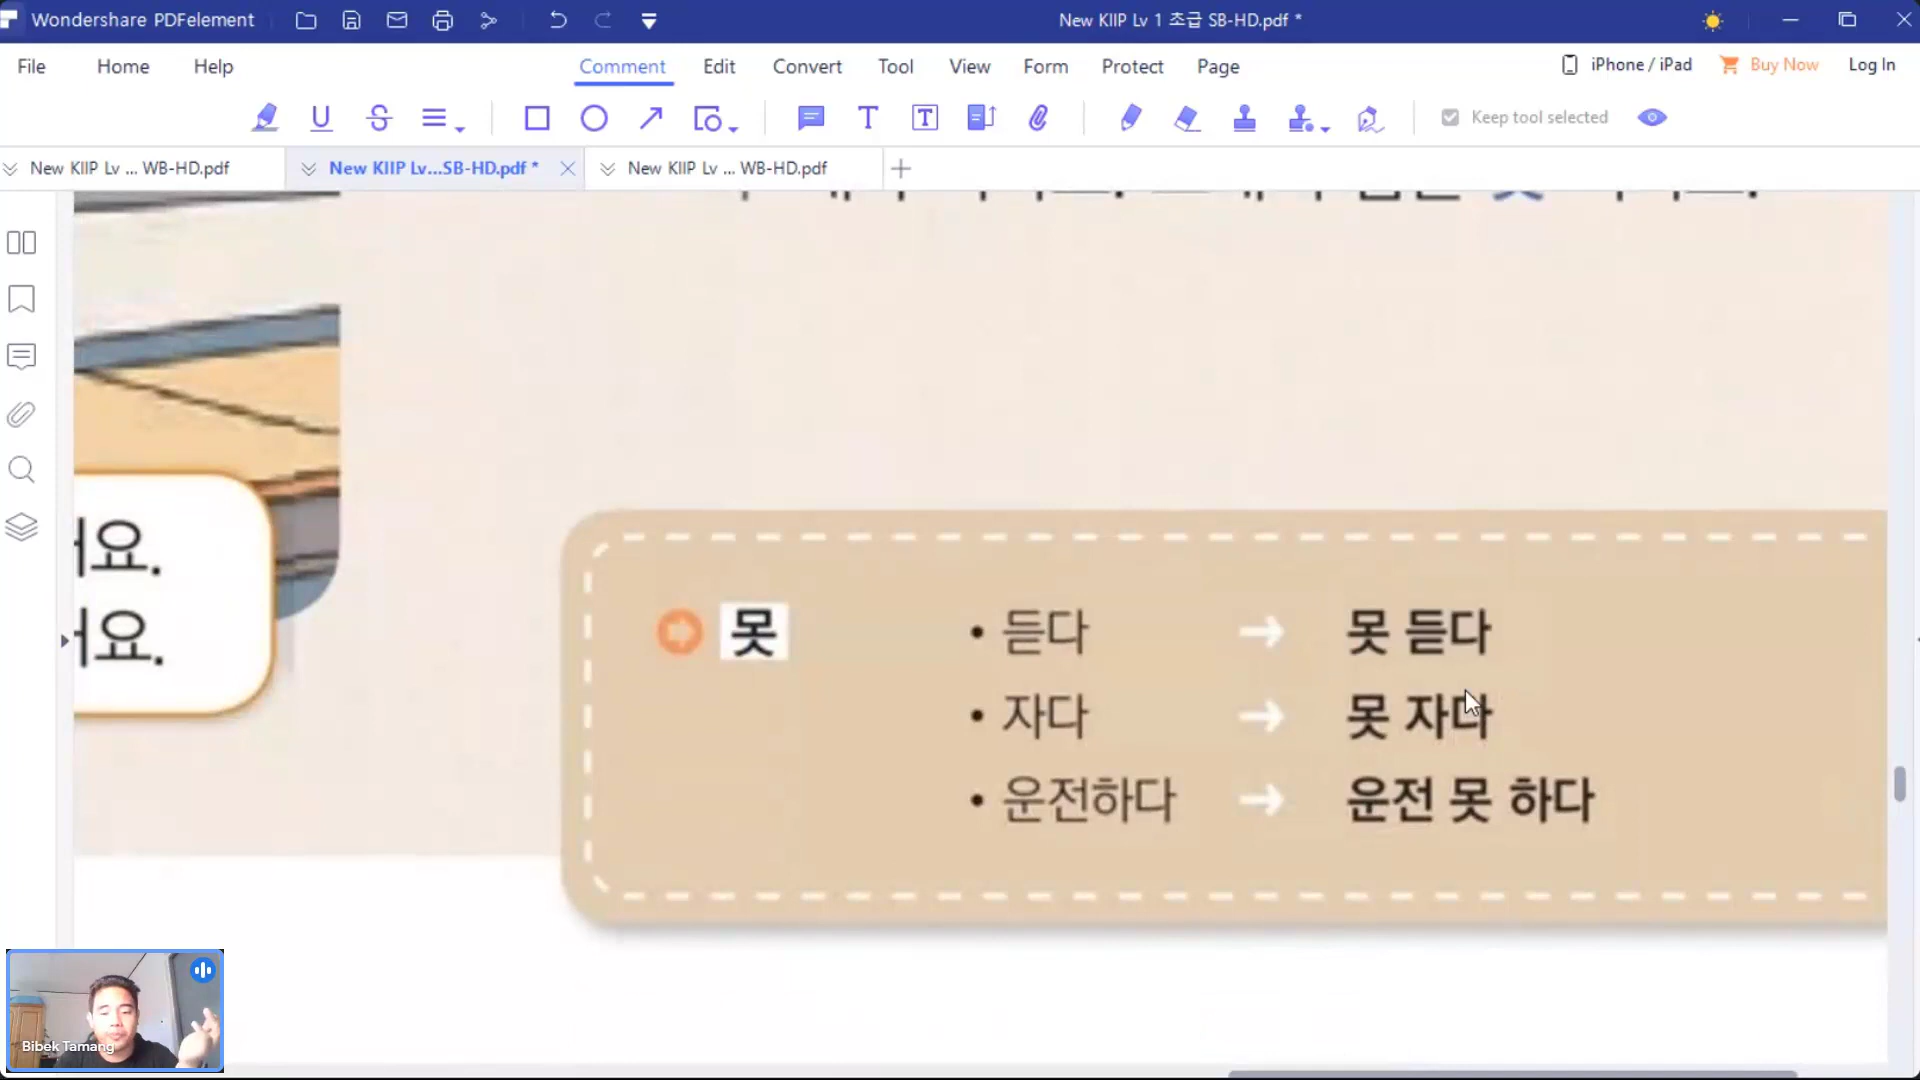 Wondershare PDFelement
New KIIP Lv 1 초급 SB-HD.pdf *
File Home Help Comment Edit Convert Tool View Form Protect Page iPhone / iPad Buy Now Log In
Keep tool selected
New KIIP Lv ... WB-HD.pdf New KIIP Lv...SB-HD.pdf * New KIIP Lv ... WB-HD.pdf
요.
요.
못 • 듣다 → 못 듣다
• 자다 → 못 자다
• 운전하다 → 운전 못 하다
Bibek Tamang